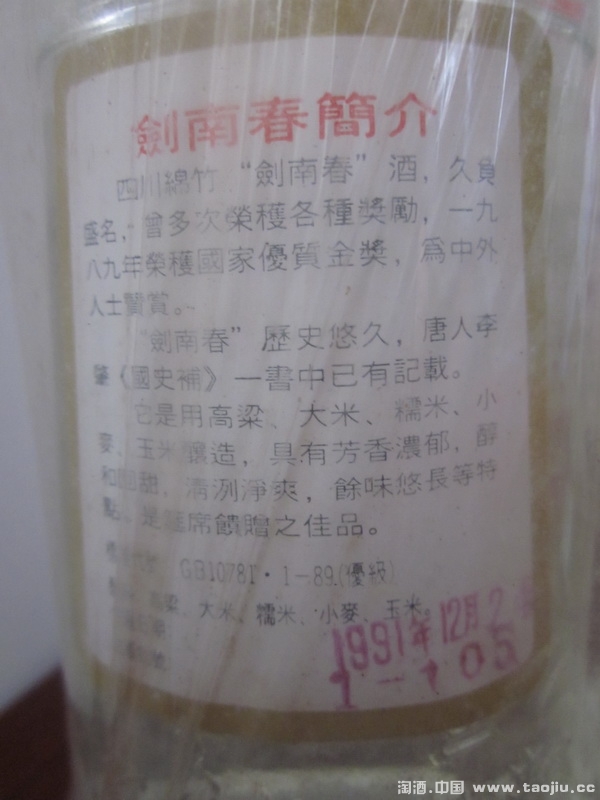 劍南春簡介
四川綿竹“劍南春”酒，久負
盛名，曾多次榮穫各種獎勵，一九
八九年榮穫國家優質金獎，為中外
人士贊賞。
“劍南春”歷史悠久，唐人李
肇《國史補》一書中已有記載。
它是用高粱、大米、糯米、小
麥、玉米釀造，具有芳香濃郁，醇
和甜、清洌淨爽，餘味悠長等特
點，是筵席饋贈之佳品。
GB10781·1-89(優級)
高粱、大米、糯米、小麥、玉米。
期
1991年12月2
1-105
淘酒.中国 www.taojiu.cc